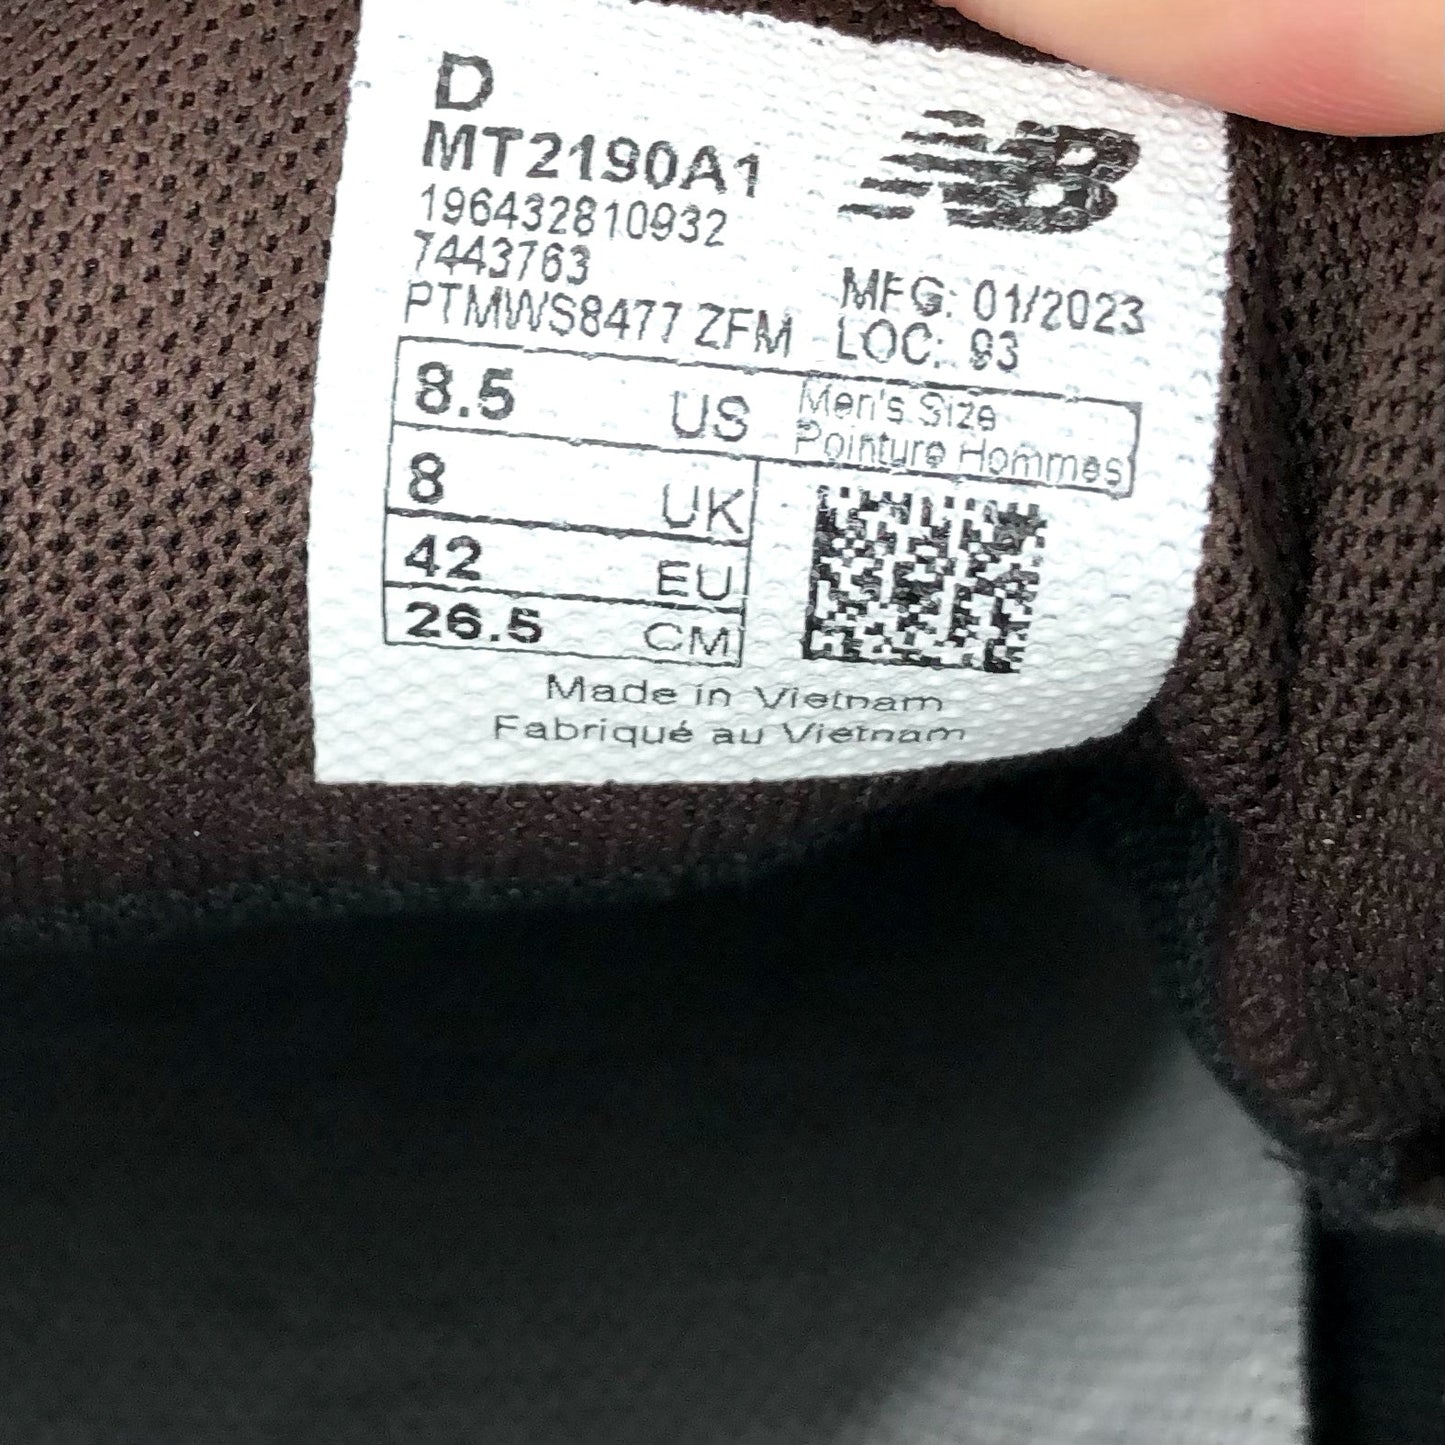 D
MT2190A1
NB
196432810932
7443763
PTMWS8477 ZFM
MFG: 01/2023
LOC: 93
8.5 US
Men's Size
Pointure Hommes
8 UK
42 EU
26.5 CM
Made in Vietnam
Fabriqué au Vietnam